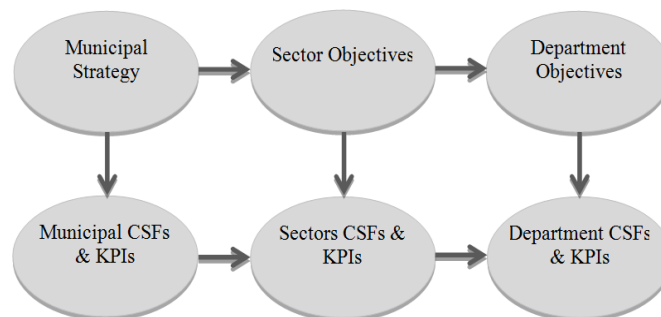 Municipal
Strategy
Sector Objectives
Department
Objectives
Municipal CSFs
& KPIs
Sectors CSFs &
KPIs
Department CSFs
& KPIs